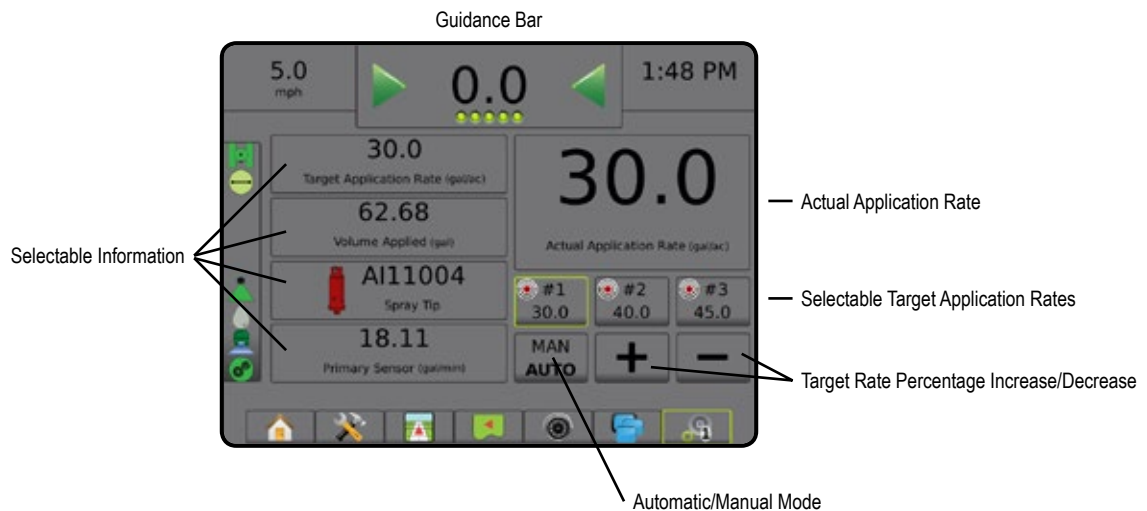 Guidance Bar
5.0
mph
0.0
1:48 PM
30.0
Target Application Rate (gal/ac)
62.68
Volume Applied (gal)
AI11004
Spray Tip
18.11
Primary Sensor (gal/min)
30.0
Actual Application Rate (gal/ac)
#1
30.0
#2
40.0
#3
45.0
MAN
AUTO
+
−
1
Selectable Information
Actual Application Rate
Selectable Target Application Rates
Target Rate Percentage Increase/Decrease
Automatic/Manual Mode